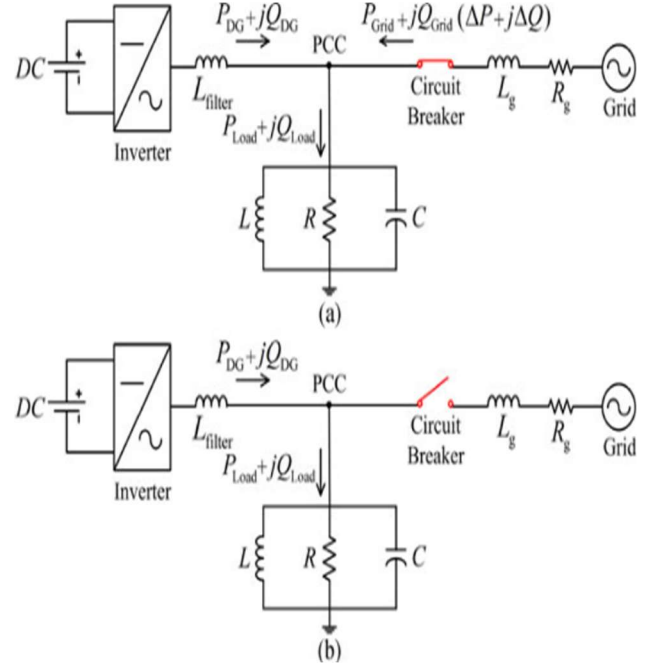 P_DG+jQ_DG
P_Grid+jQ_Grid(ΔP+jΔQ)
PCC
DC
+
L_filter
Circuit
Breaker
L_g
R_g
Grid
P_Load+jQ_Load
Inverter
L
R
C
(a)
P_DG+jQ_DG
PCC
DC
+
L_filter
Circuit
Breaker
L_g
R_g
Grid
P_Load+jQ_Load
Inverter
L
R
C
(b)